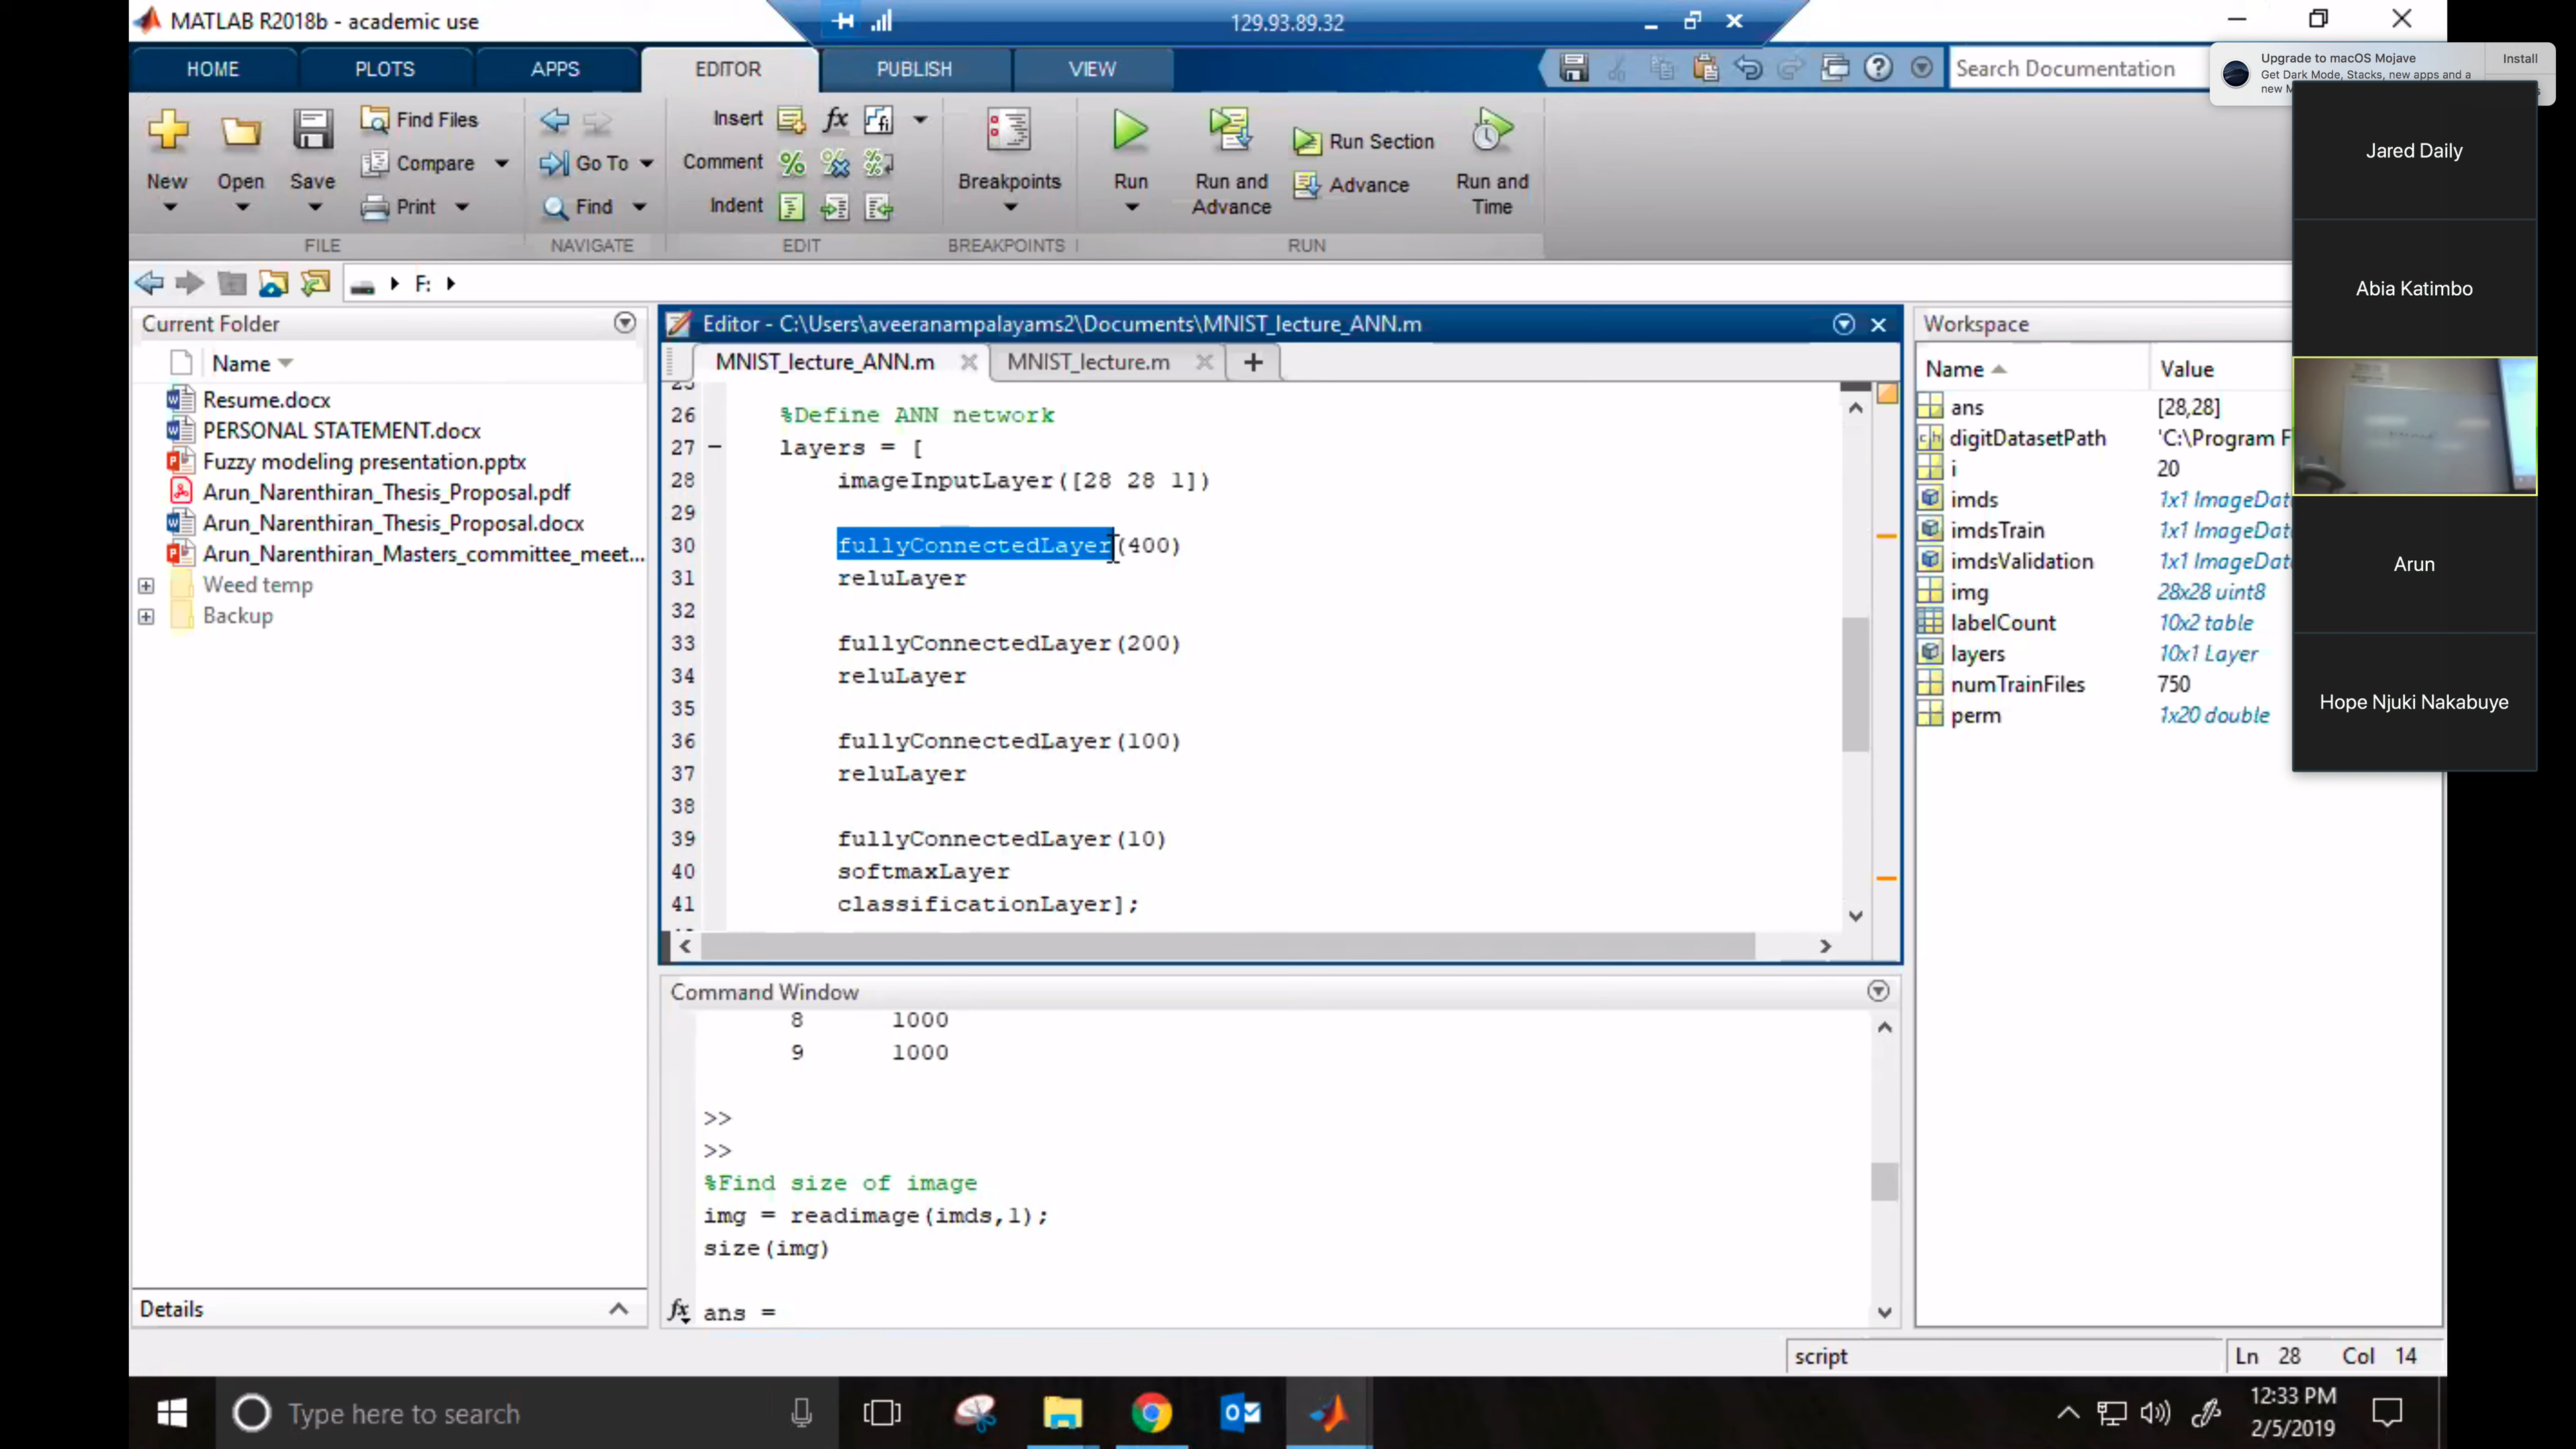 MATLAB R2018b - academic use
129.93.89.32
HOME
PLOTS
APPS
EDITOR
PUBLISH
VIEW
Search Documentation
Upgrade to macOS Mojave
Get Dark Mode, Stacks, new apps and a
new
Install
New
Open
Save
Find Files
Compare
Print
Go To
Find
Insert
Comment
Indent
Breakpoints
Run
Run and
Advance
Run Section
Advance
Run and
Time
FILE
NAVIGATE
EDIT
BREAKPOINTS
RUN
F:
Current Folder
Name
Resume.docx
PERSONAL STATEMENT.docx
Fuzzy modeling presentation.pptx
Arun_Narenthiran_Thesis_Proposal.pdf
Arun_Narenthiran_Thesis_Proposal.docx
Arun_Narenthiran_Masters_committee_meet...
Weed temp
Backup
Details
Editor - C:\Users\aveeranampalayams2\Documents\MNIST_lecture_ANN.m
MNIST_lecture_ANN.m
MNIST_lecture.m
25
26 %Define ANN network
27 layers = [
28 imageInputLayer([28 28 1])
29
30 fullyConnectedLayer(400)
31 reluLayer
32
33 fullyConnectedLayer(200)
34 reluLayer
35
36 fullyConnectedLayer(100)
37 reluLayer
38
39 fullyConnectedLayer(10)
40 softmaxLayer
41 classificationLayer];
Command Window
8 1000
9 1000
>>
>>
%Find size of image
img = readimage(imds,1);
size(img)
fx ans =
Workspace
Name Value
ans [28,28]
digitDatasetPath 'C:\Program F
i 20
imds 1x1 ImageDat
imdsTrain 1x1 ImageDat
imdsValidation 1x1 ImageDat
img 28x28 uint8
labelCount 10x2 table
layers 10x1 Layer
numTrainFiles 750
perm 1x20 double
Jared Daily
Abia Katimbo
Arun
Hope Njuki Nakabuye
script
Ln 28 Col 14
Type here to search
12:33 PM
2/5/2019